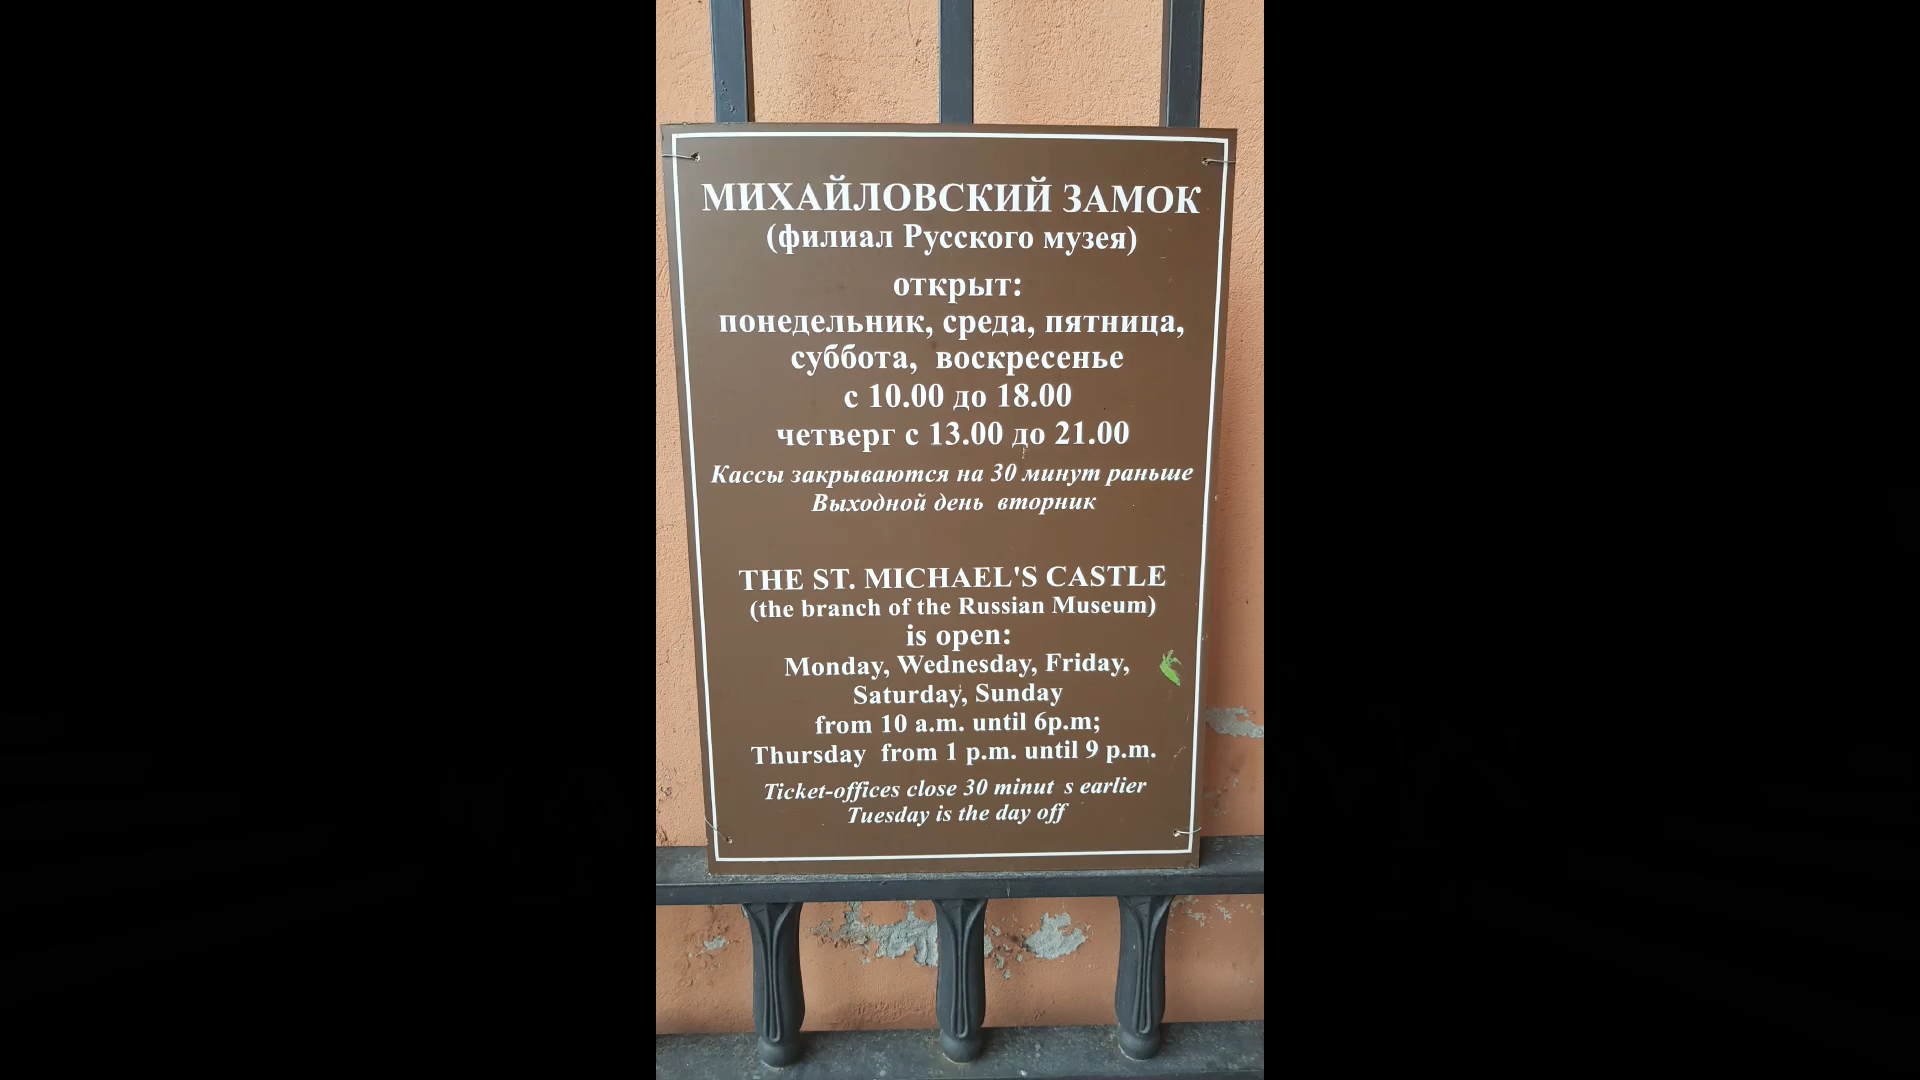 МИХАЙЛОВСКИЙ ЗАМОК
(филиал Русского музея)
открыт:
понедельник, среда, пятница,
суббота, воскресенье
с 10.00 до 18.00
четверг с 13.00 до 21.00
Кассы закрываются на 30 минут раньше
Выходной день вторник
THE ST. MICHAEL'S CASTLE
(the branch of the Russian Museum)
is open:
Monday, Wednesday, Friday,
Saturday, Sunday
from 10 a.m. until 6p.m;
Thursday from 1 p.m. until 9 p.m.
Ticket-offices close 30 minut s earlier
Tuesday is the day off